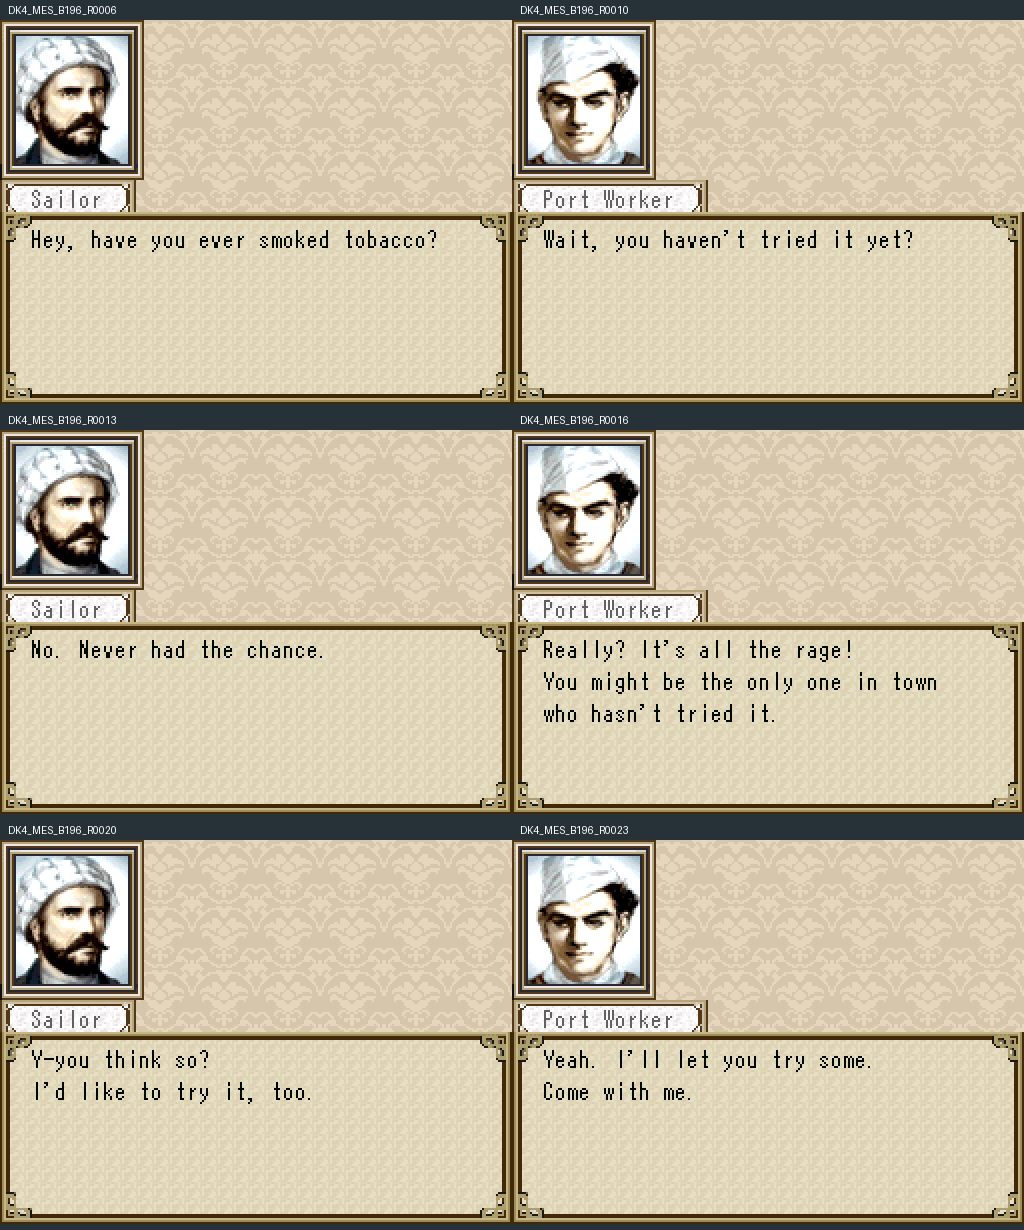 DK4_MES_B196_R0006
Sailor
Hey, have you ever smoked tobacco?
DK4_MES_B196_R0010
Port Worker
Wait, you haven't tried it yet?
DK4_MES_B196_R0013
Sailor
No. Never had the chance.
DK4_MES_B196_R0016
Port Worker
Really? It's all the rage!
You might be the only one in town
who hasn't tried it.
DK4_MES_B196_R0020
Sailor
Y-you think so?
I'd like to try it, too.
DK4_MES_B196_R0023
Port Worker
Yeah. I'll let you try some.
Come with me.